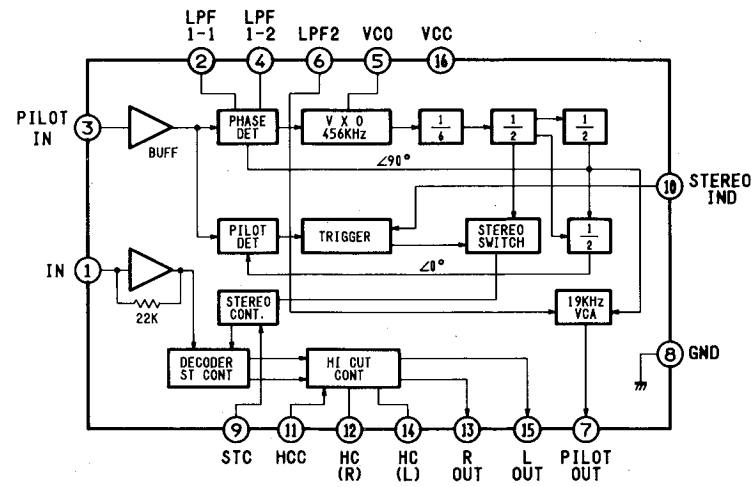 LPF
1-1
LPF
1-2
LPF2
VCO
VCC
2
4
6
5
16
PILOT
IN
3
BUFF
PHASE
DET
V X O
456KHz
1/6
1/2
1/2
∠90°
10
STEREO
IND
PILOT
DET
TRIGGER
STEREO
SWITCH
1/2
∠0°
IN
1
22K
STEREO
CONT.
19KHz
VCA
DECODER
ST CONT
HI CUT
CONT
8
GND
9
11
12
14
13
15
7
STC
HCC
HC
(R)
HC
(L)
R
OUT
L
OUT
PILOT
OUT